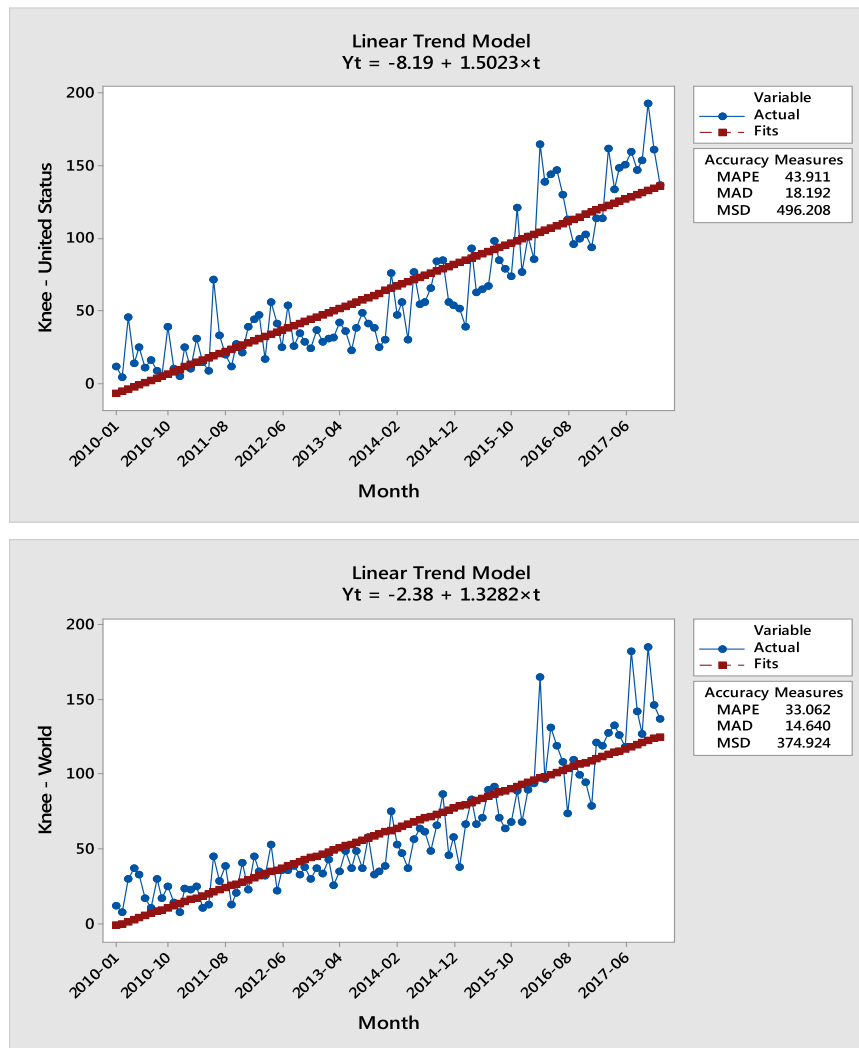 Linear Trend Model
Yt = -8.19 + 1.5023×t
Knee - United Status
200
150
100
50
0
2010-01
2010-10
2011-08
2012-06
2013-04
2014-02
2014-12
2015-10
2016-08
2017-06
Month
Variable
Actual
Fits
Accuracy Measures
MAPE 43.911
MAD 18.192
MSD 496.208
Linear Trend Model
Yt = -2.38 + 1.3282×t
Knee - World
200
150
100
50
0
2010-01
2010-10
2011-08
2012-06
2013-04
2014-02
2014-12
2015-10
2016-08
2017-06
Month
Variable
Actual
Fits
Accuracy Measures
MAPE 33.062
MAD 14.640
MSD 374.924